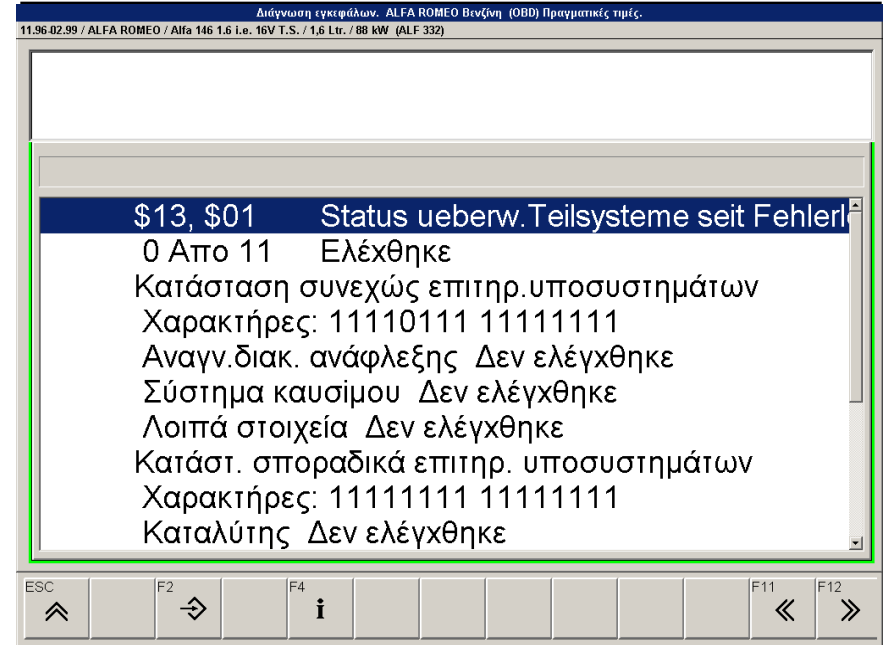 Διάγνωση εγκεφάλων. ALFA ROMEO Βενζίνη (OBD) Πραγματικές τιμές.
11.96-02.99 / ALFA ROMEO / Alfa 146 1.6 i.e. 16V T.S. / 1,6 Ltr. / 88 kW (ALF 332)
$13, $01 Status ueberw.Teilsysteme seit Fehlerl
0 Απο 11 Ελέχθηκε
Κατάσταση συνεχώς επιτηρ.υποσυστημάτων
Χαρακτήρες: 11110111 11111111
Αναγν.διακ. ανάφλεξης Δεν ελέγχθηκε
Σύστημα καυσίμου Δεν ελέγχθηκε
Λοιπά στοιχεία Δεν ελέγχθηκε
Κατάστ. σποραδικά επιτηρ. υποσυστημάτων
Χαρακτήρες: 11111111 11111111
Καταλύτης Δεν ελέγχθηκε
ESC F2 F4 i F11 F12